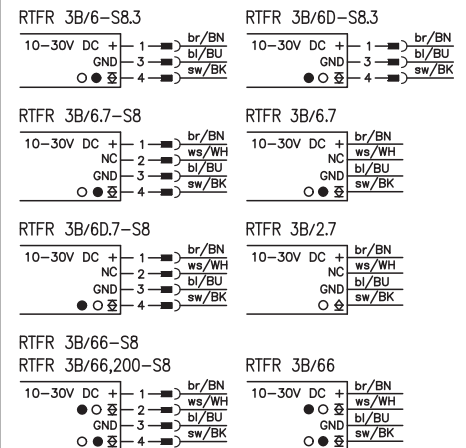 RTFR 3B/6-S8.3
10-30V DC + 1 br/BN
GND 3 bl/BU
4 sw/BK
RTFR 3B/6D-S8.3
10-30V DC + 1 br/BN
GND 3 bl/BU
4 sw/BK
RTFR 3B/6.7-S8
10-30V DC + 1 br/BN
NC 2 ws/WH
GND 3 bl/BU
4 sw/BK
RTFR 3B/6.7
10-30V DC + br/BN
NC ws/WH
GND bl/BU
sw/BK
RTFR 3B/6D.7-S8
10-30V DC + 1 br/BN
NC 2 ws/WH
GND 3 bl/BU
4 sw/BK
RTFR 3B/2.7
10-30V DC + br/BN
NC ws/WH
GND bl/BU
sw/BK
RTFR 3B/66-S8
RTFR 3B/66,200-S8
10-30V DC + 1 br/BN
2 ws/WH
GND 3 bl/BU
4 sw/BK
RTFR 3B/66
10-30V DC + br/BN
ws/WH
GND bl/BU
sw/BK